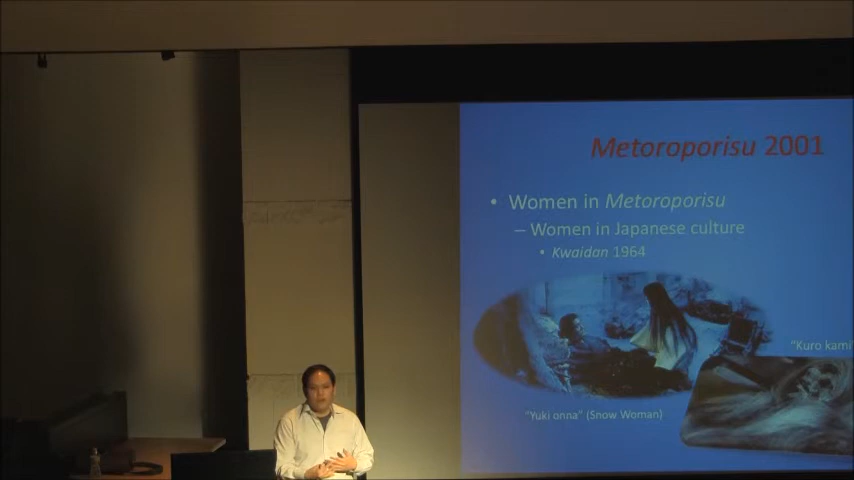 Metoroporisu 2001
• Women in Metoroporisu
– Women in Japanese culture
• Kwaidan 1964
"Kuro kami
"Yuki onna" (Snow Woman)